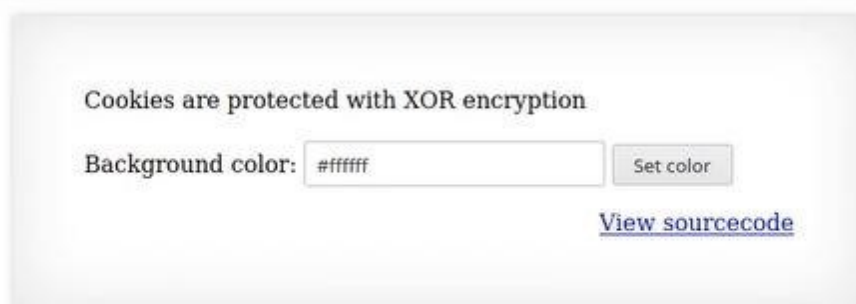 Cookies are protected with XOR encryption
Background color: #ffffff Set color
View sourcecode